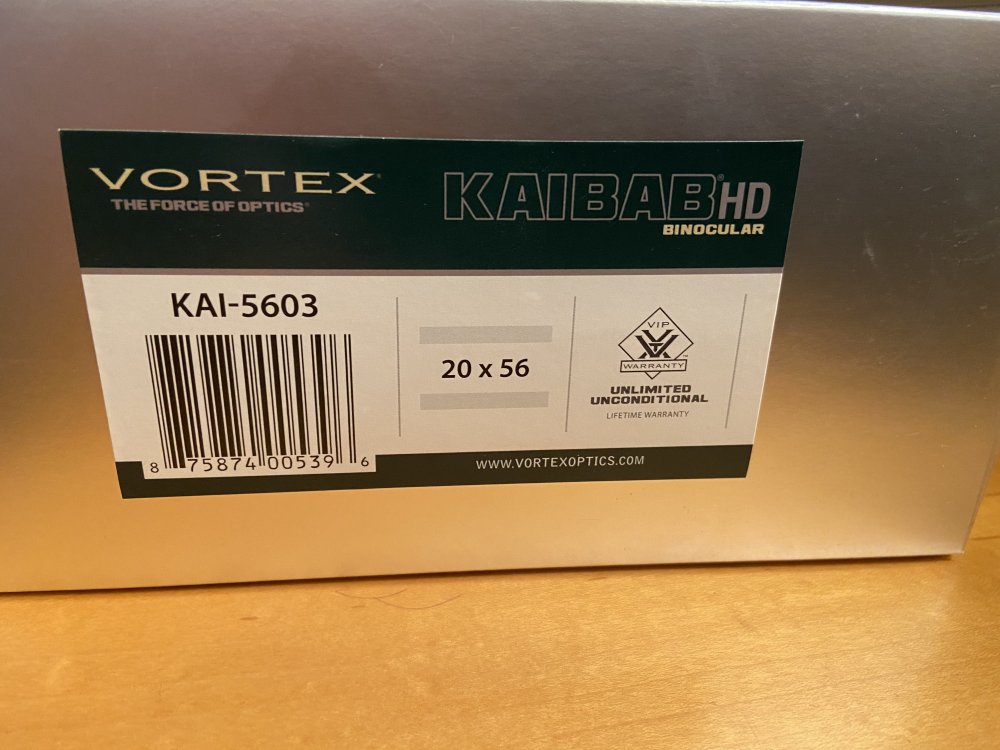 VORTEX®
THE FORCE OF OPTICS®
KAIBAB® HD
BINOCULAR
KAI-5603
8 75874 00539 6
20 x 56
VIP
WARRANTY™
UNLIMITED
UNCONDITIONAL
LIFETIME WARRANTY
WWW.VORTEXOPTICS.COM